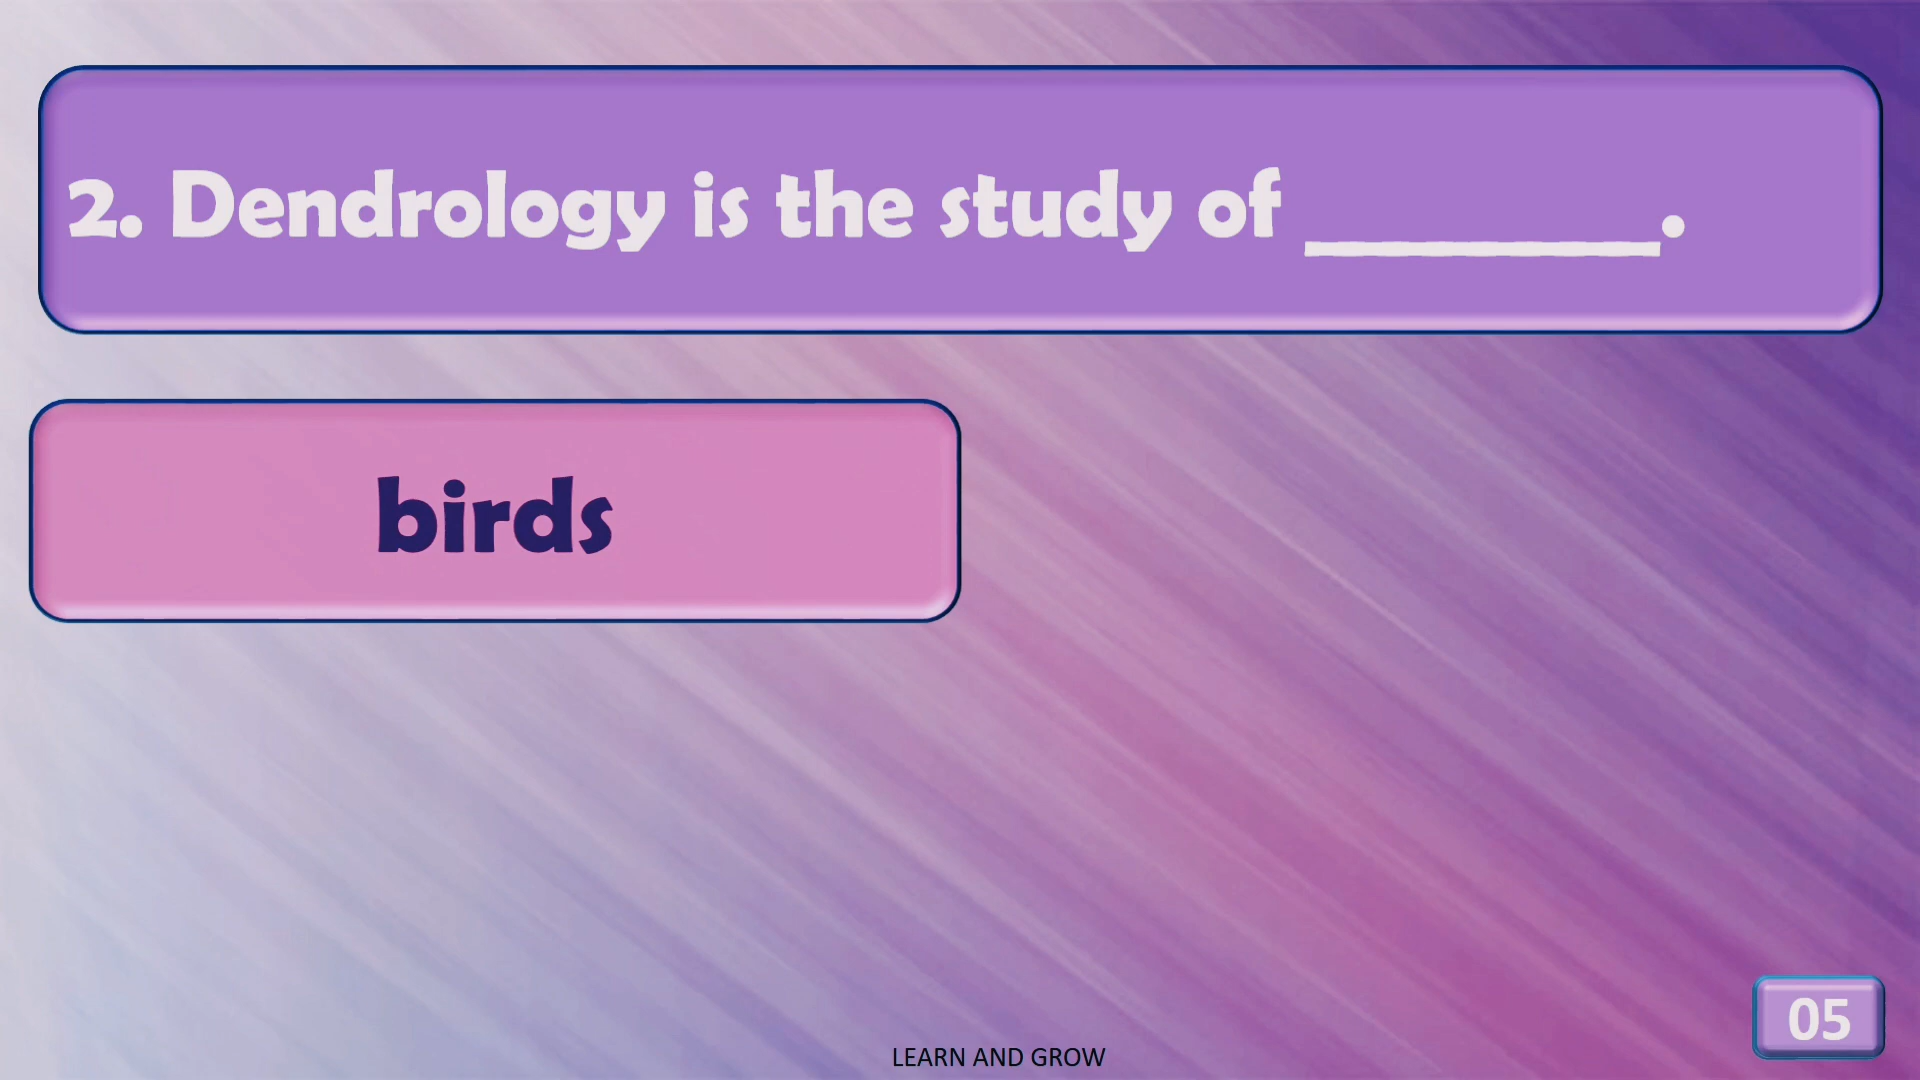 2. Dendrology is the study of ________.
birds
05
LEARN AND GROW